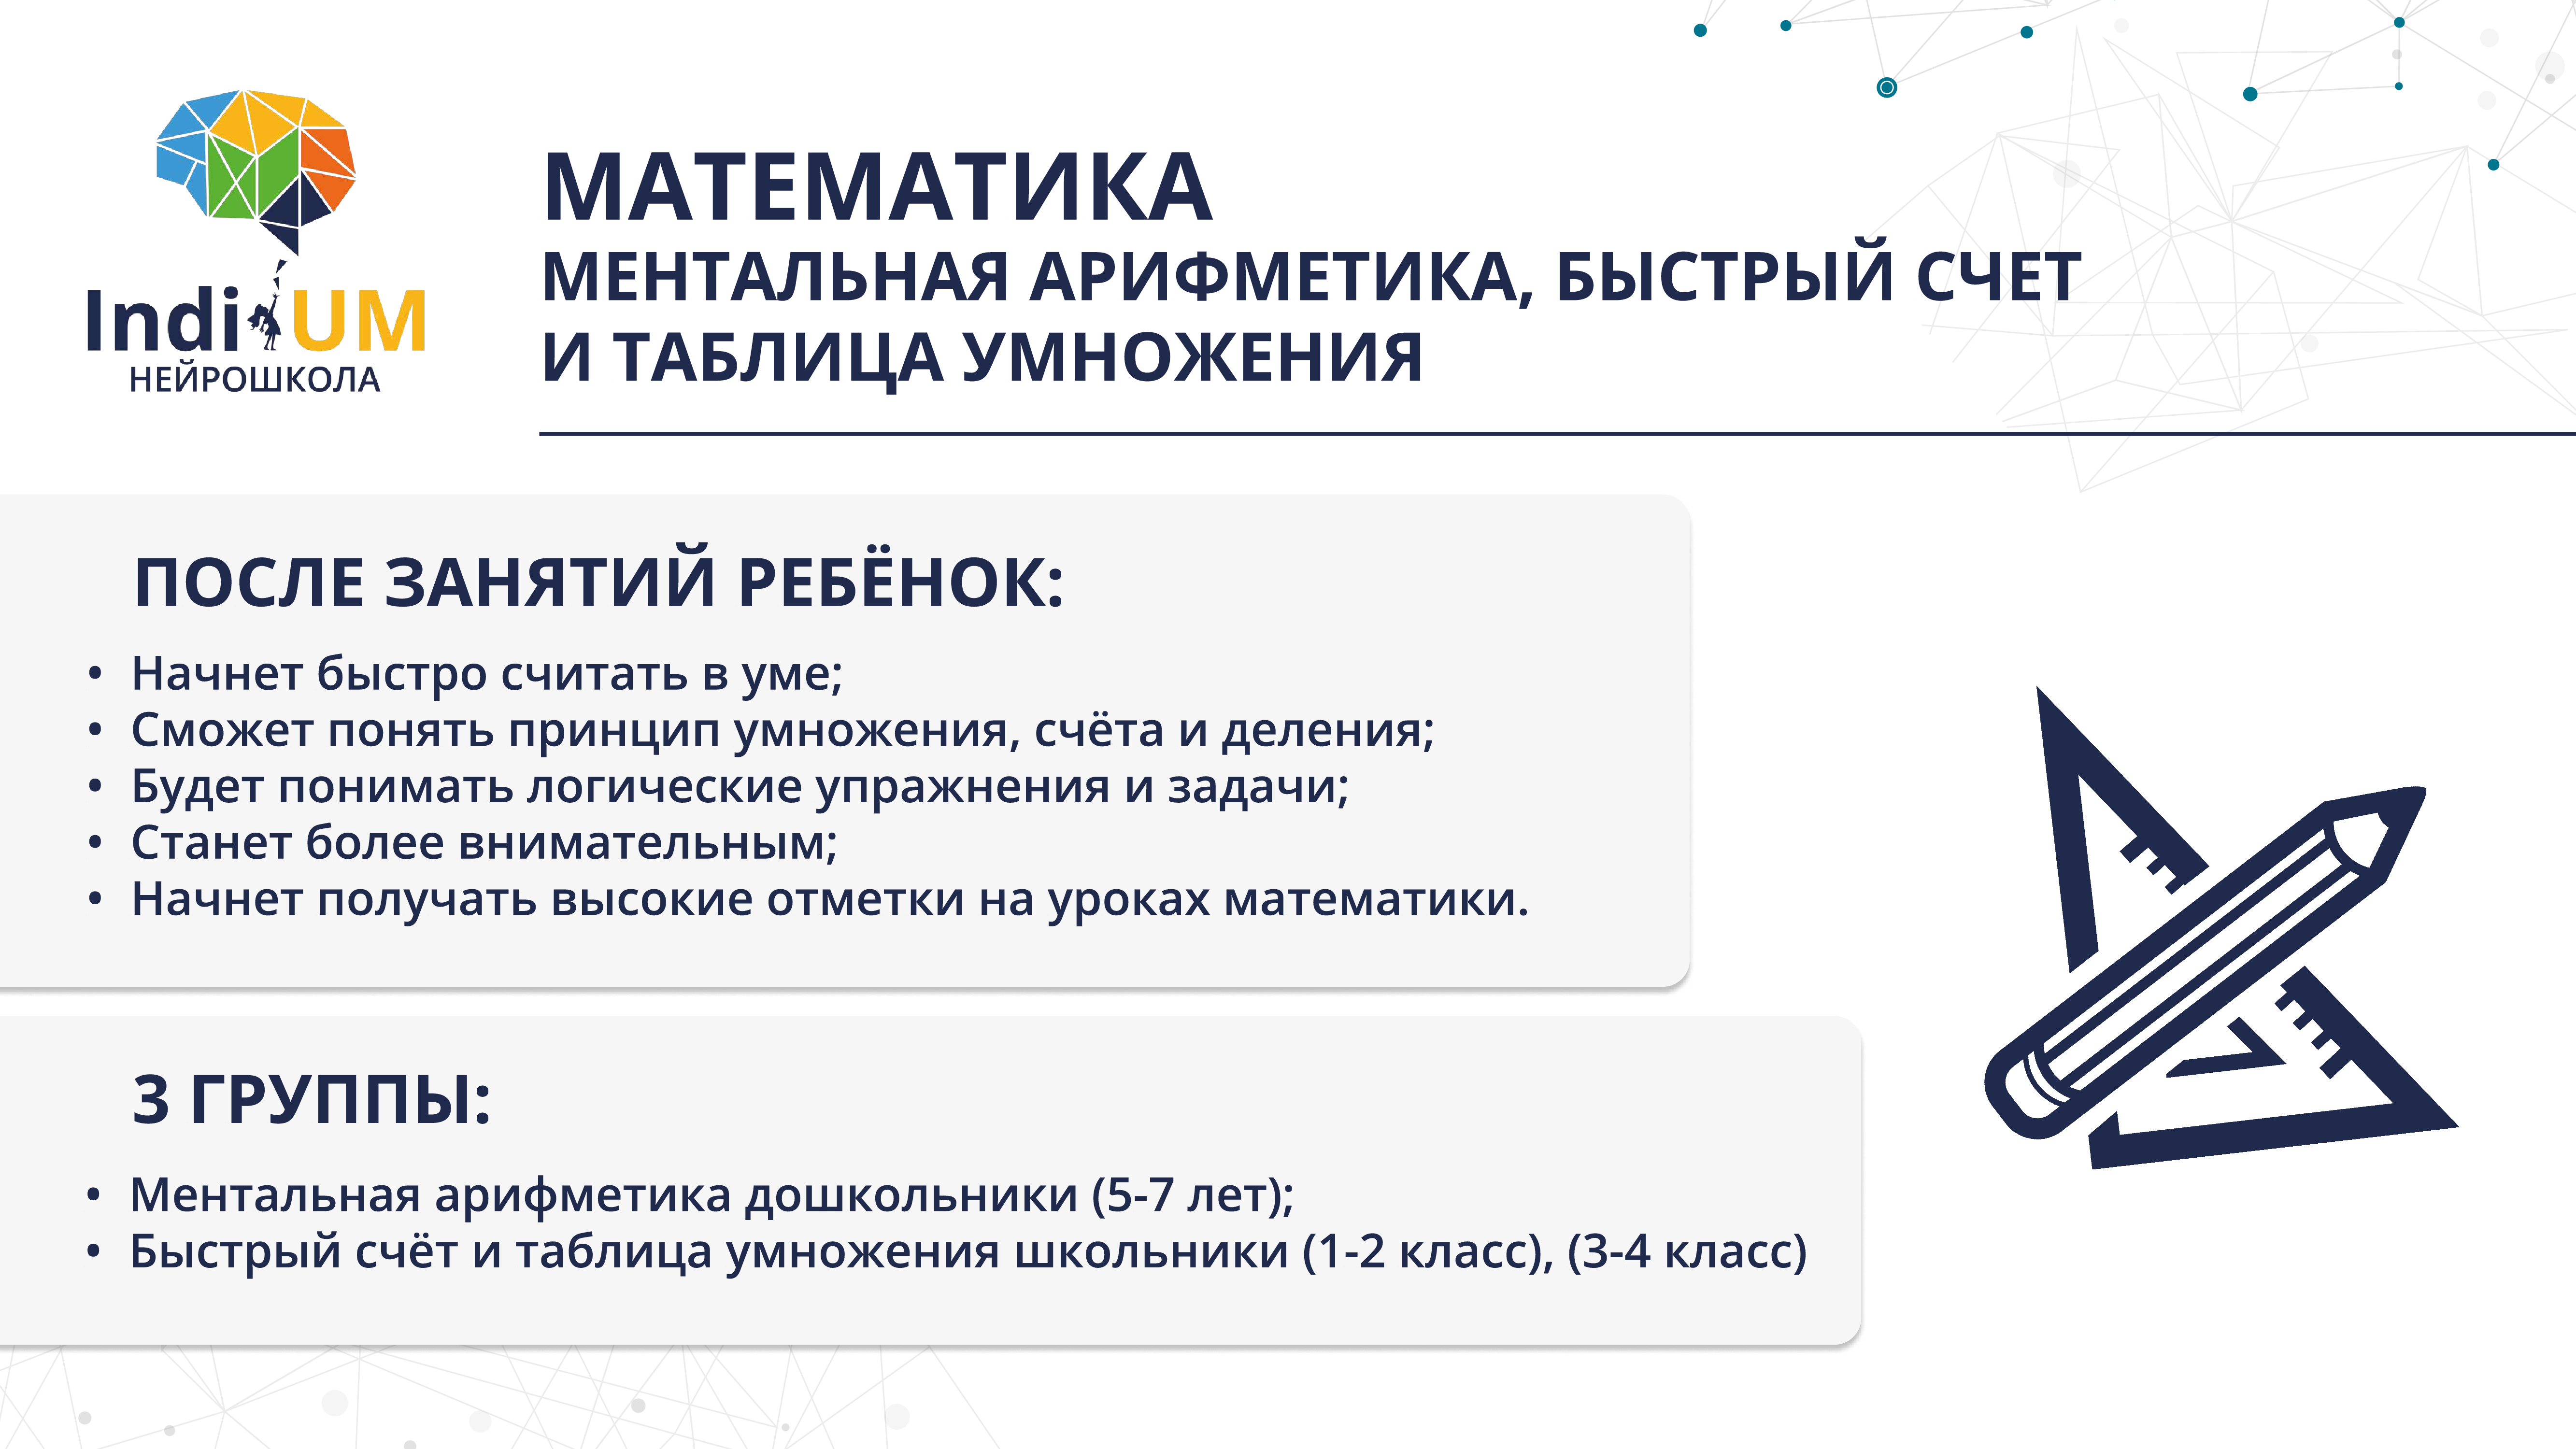 IndiUM
НЕЙРОШКОЛА
МАТЕМАТИКА
МЕНТАЛЬНАЯ АРИФМЕТИКА, БЫСТРЫЙ СЧЕТ
И ТАБЛИЦА УМНОЖЕНИЯ
ПОСЛЕ ЗАНЯТИЙ РЕБЁНОК:
• Начнет быстро считать в уме;
• Сможет понять принцип умножения, счёта и деления;
• Будет понимать логические упражнения и задачи;
• Станет более внимательным;
• Начнет получать высокие отметки на уроках математики.
3 ГРУППЫ:
• Ментальная арифметика дошкольники (5-7 лет);
• Быстрый счёт и таблица умножения школьники (1-2 класс), (3-4 класс)